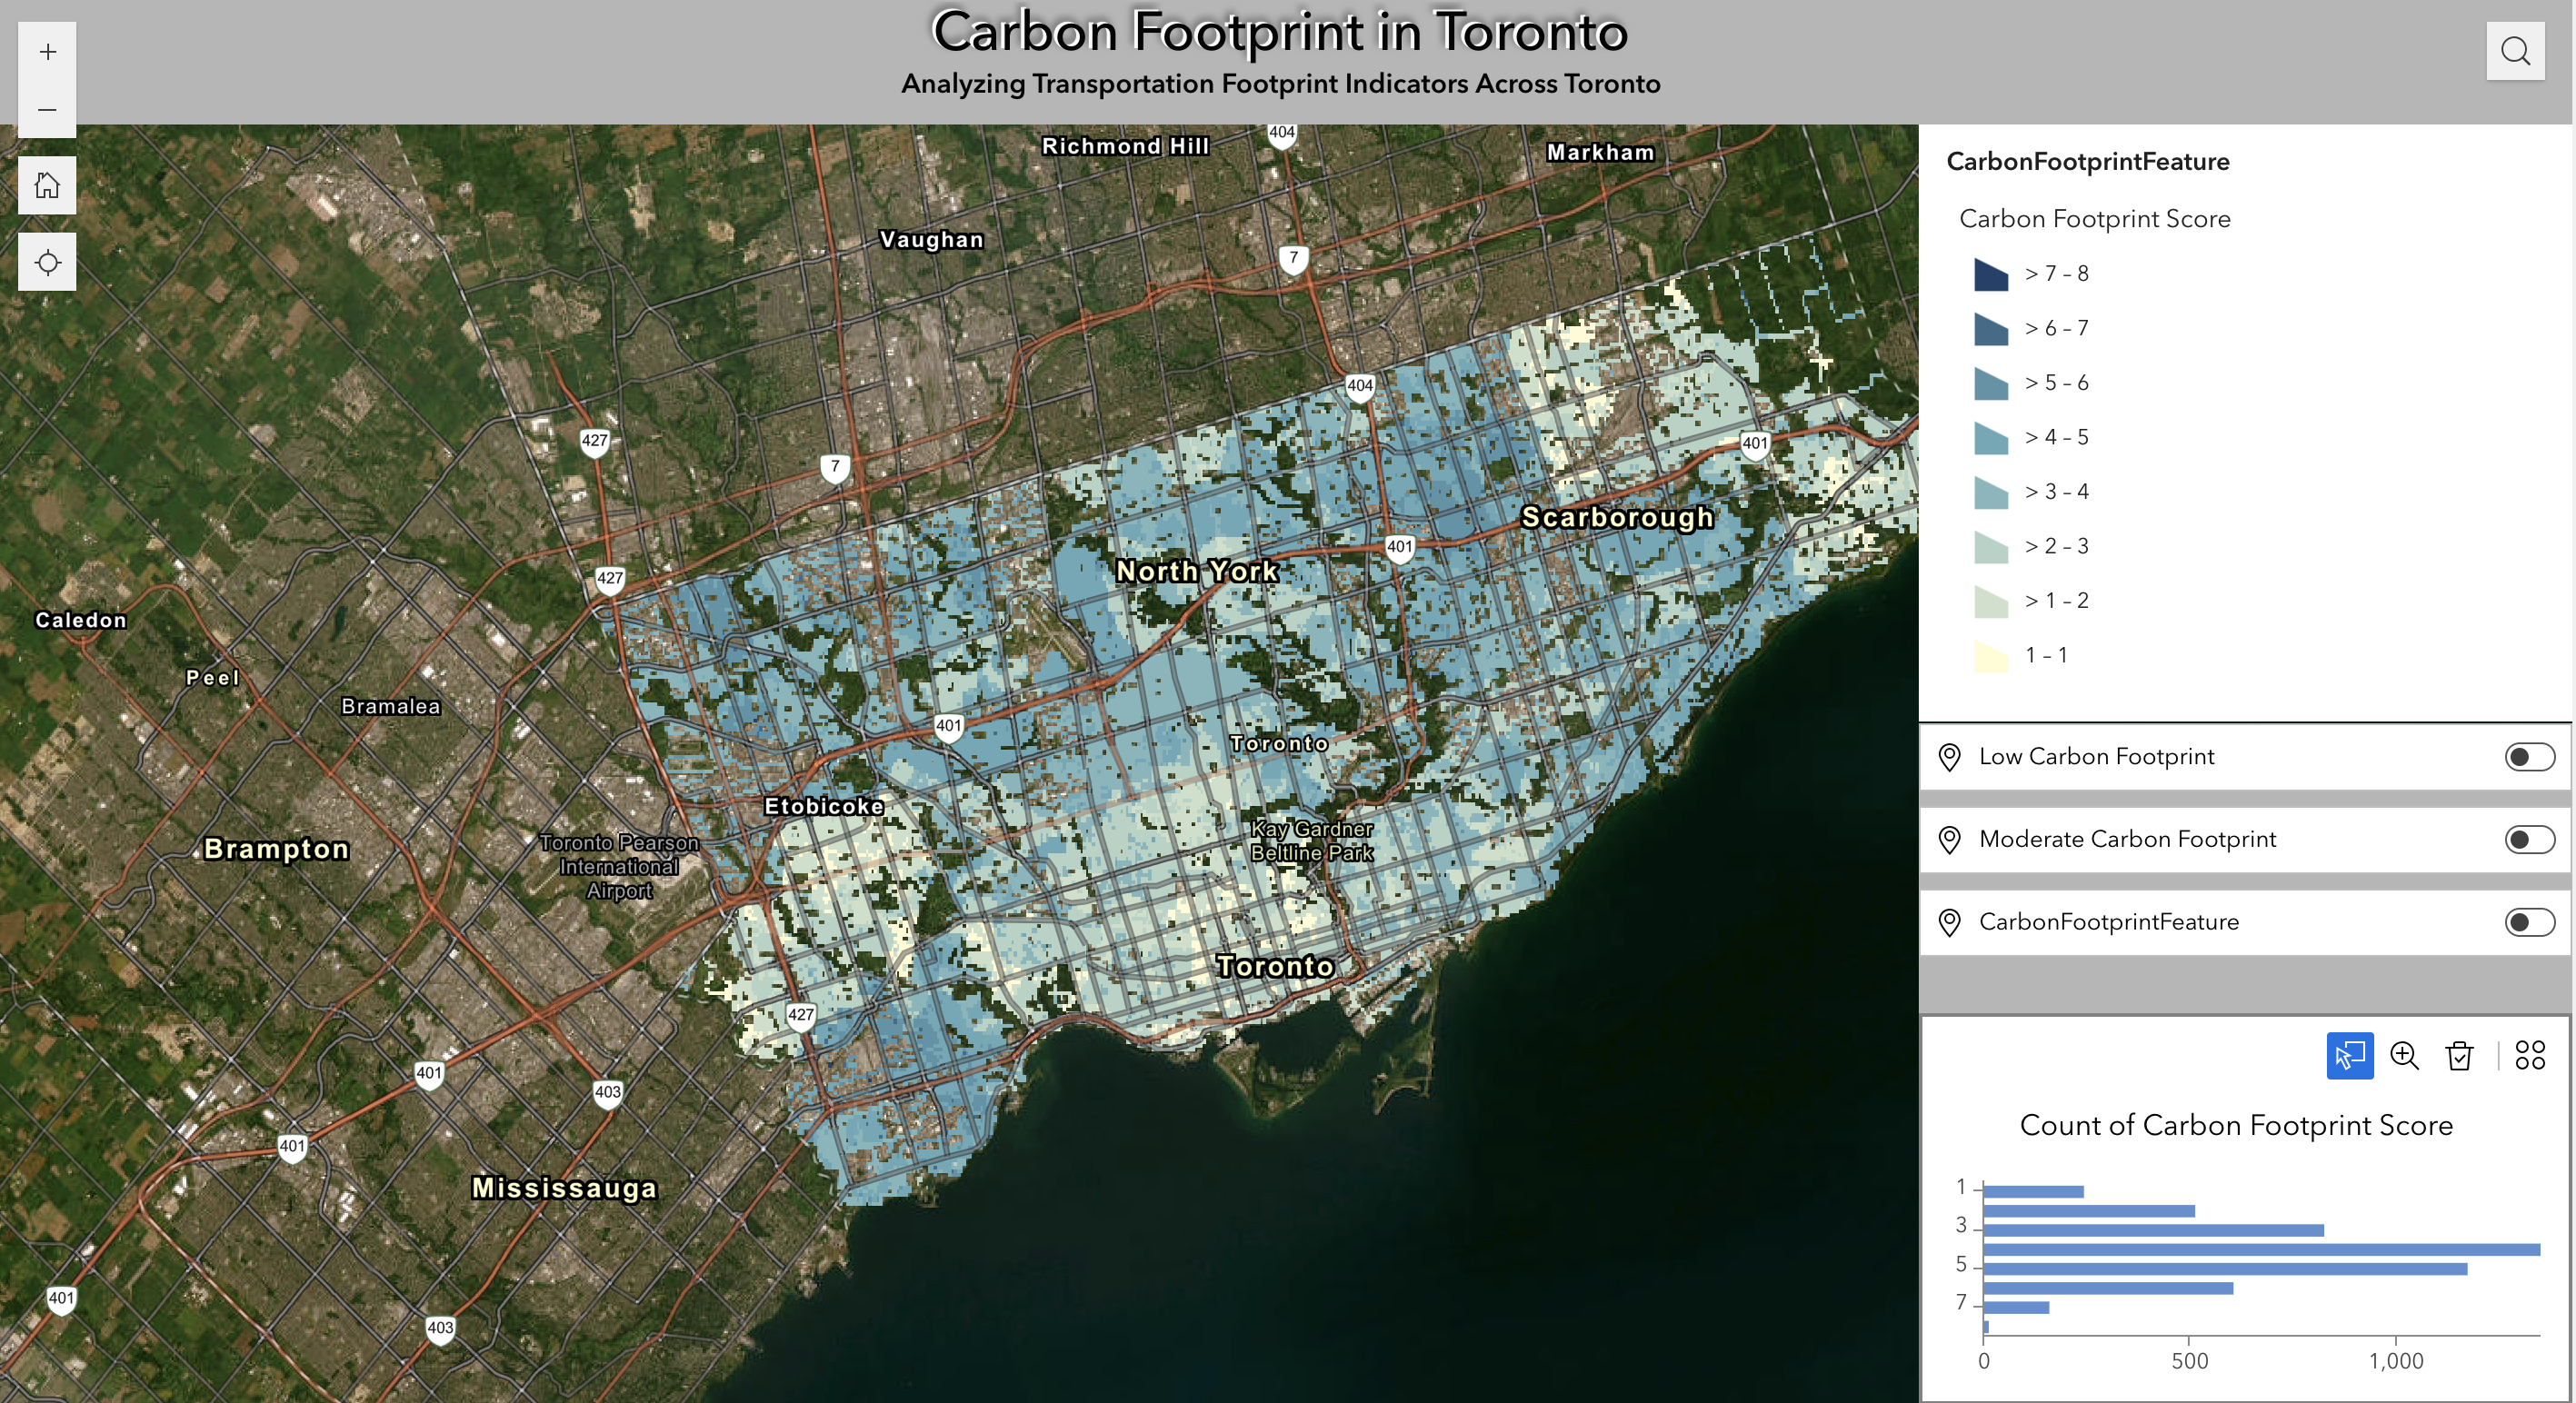 Carbon Footprint in Toronto
Analyzing Transportation Footprint Indicators Across Toronto
+
−
404
Richmond Hill
Markham
Vaughan
7
404
427
7
401
Scarborough
401
North York
427
Caledon
Peel
Bramalea
401
Toronto
Etobicoke
Kay Gardner
Beltline Park
Toronto Pearson
International
Airport
Brampton
Toronto
427
401
403
401
Mississauga
401
403
CarbonFootprintFeature
Carbon Footprint Score
> 7 – 8
> 6 – 7
> 5 – 6
> 4 – 5
> 3 – 4
> 2 – 3
> 1 – 2
1 – 1
Low Carbon Footprint
Moderate Carbon Footprint
CarbonFootprintFeature
Count of Carbon Footprint Score
1
3
5
7
0 500 1,000